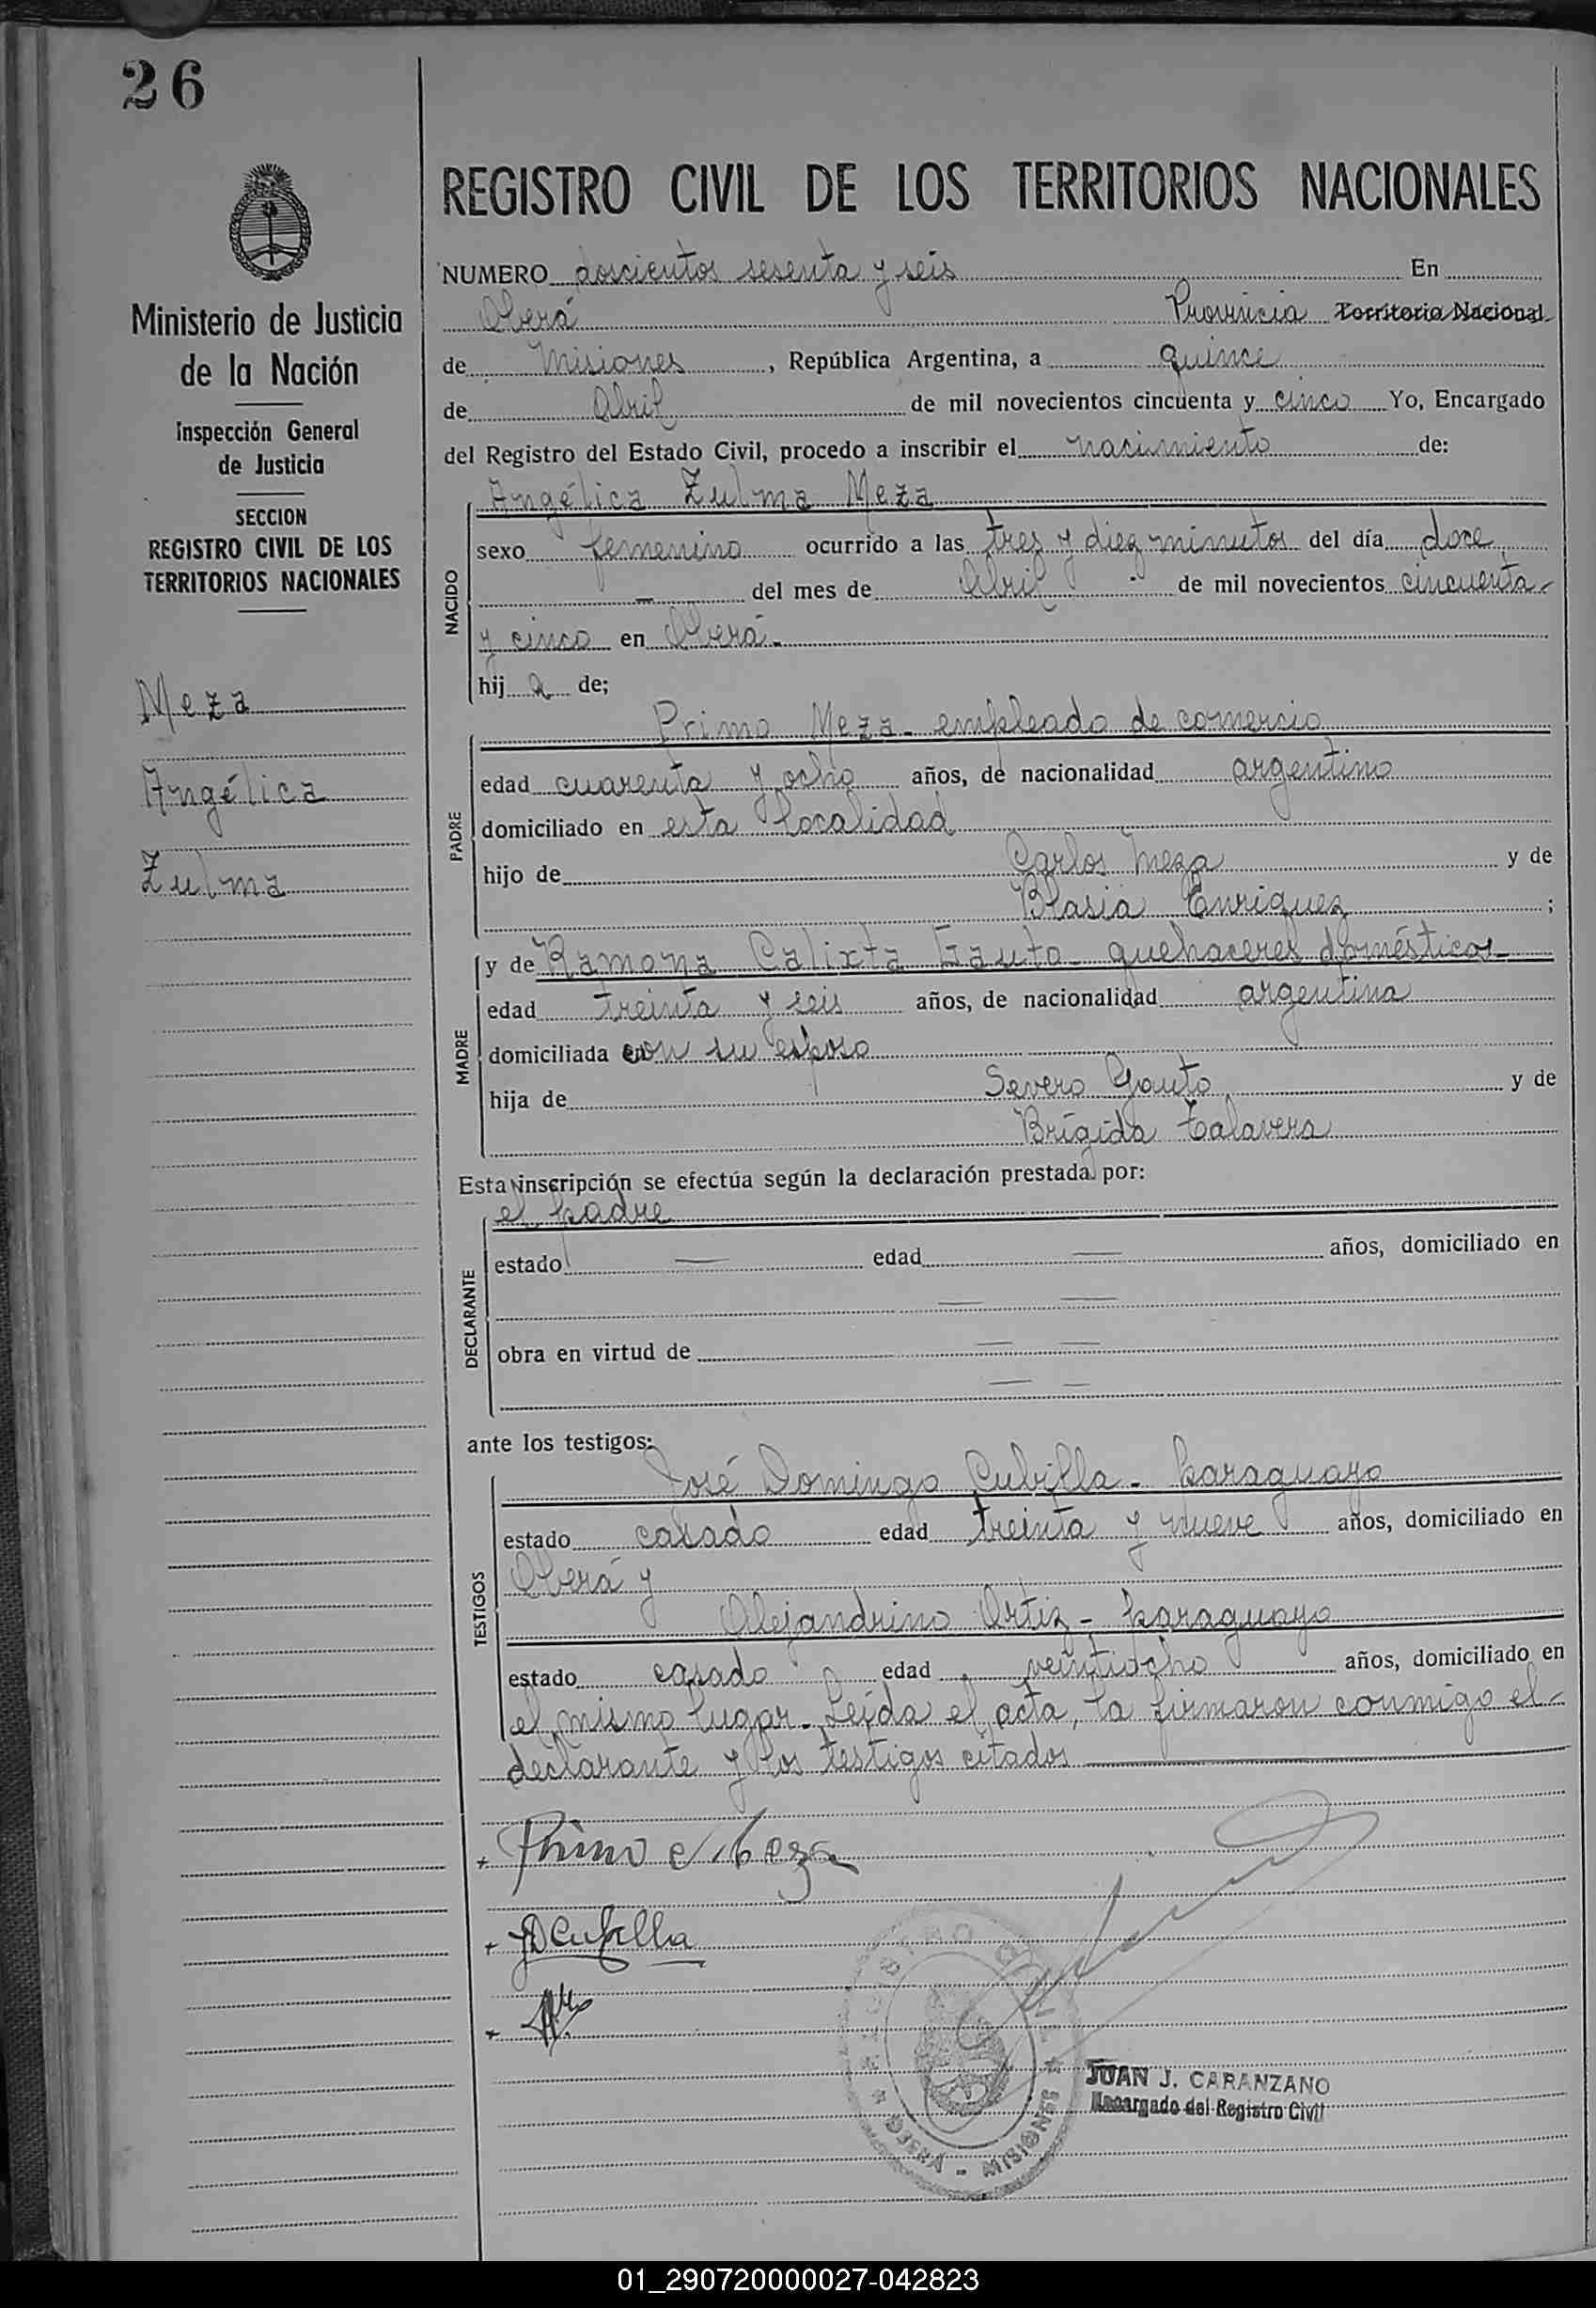 26
REGISTRO CIVIL DE LOS TERRITORIOS NACIONALES
Ministerio de Justicia
de la Nación
Inspección General
de Justicia
SECCION
REGISTRO CIVIL DE LOS
TERRITORIOS NACIONALES
Meza
Angélica
Zulma
NUMERO doscientos sesenta y seis En
Oberá Provincia Territorio Nacional
de Misiones, República Argentina, a quince
de Abril de mil novecientos cincuenta y cinco Yo, Encargado
del Registro del Estado Civil, procedo a inscribir el nacimiento de:
NACIDO
Angélica Zulma Meza
sexo femenino ocurrido a las tres y diez minutos del día doce
— del mes de Abril de mil novecientos cincuenta
y cinco en Oberá.
hij a de;
PADRE
Primo Meza - empleado de comercio
edad cuarenta y ocho años, de nacionalidad argentino
domiciliado en esta localidad
hijo de Carlos Meza y de
Blasia Enriquez ;
MADRE
y de Ramona Calixta Gauto - quehaceres domésticos
edad treinta y seis años, de nacionalidad argentina
domiciliada con su esposo
hija de Severo Gauto y de
Brígida Talavera
Esta inscripción se efectúa según la declaración prestada por:
DECLARANTE
el padre
estado — edad — años, domiciliado en
— —
obra en virtud de — —
— —
ante los testigos:
TESTIGOS
José Domingo Cubilla - paraguayo
estado casado edad treinta y nueve años, domiciliado en
Oberá y
Alejandrino Ortiz - paraguayo
estado casado edad veintiocho años, domiciliado en
el mismo lugar. Leída el acta, la firmaron conmigo el
declarante y los testigos citados
+ Primo Meza
+ JDCubilla
REGISTRO CIVIL
OBERÁ - MISIONES
JUAN J. CARANZANO
Encargado del Registro Civil
01_290720000027-042823